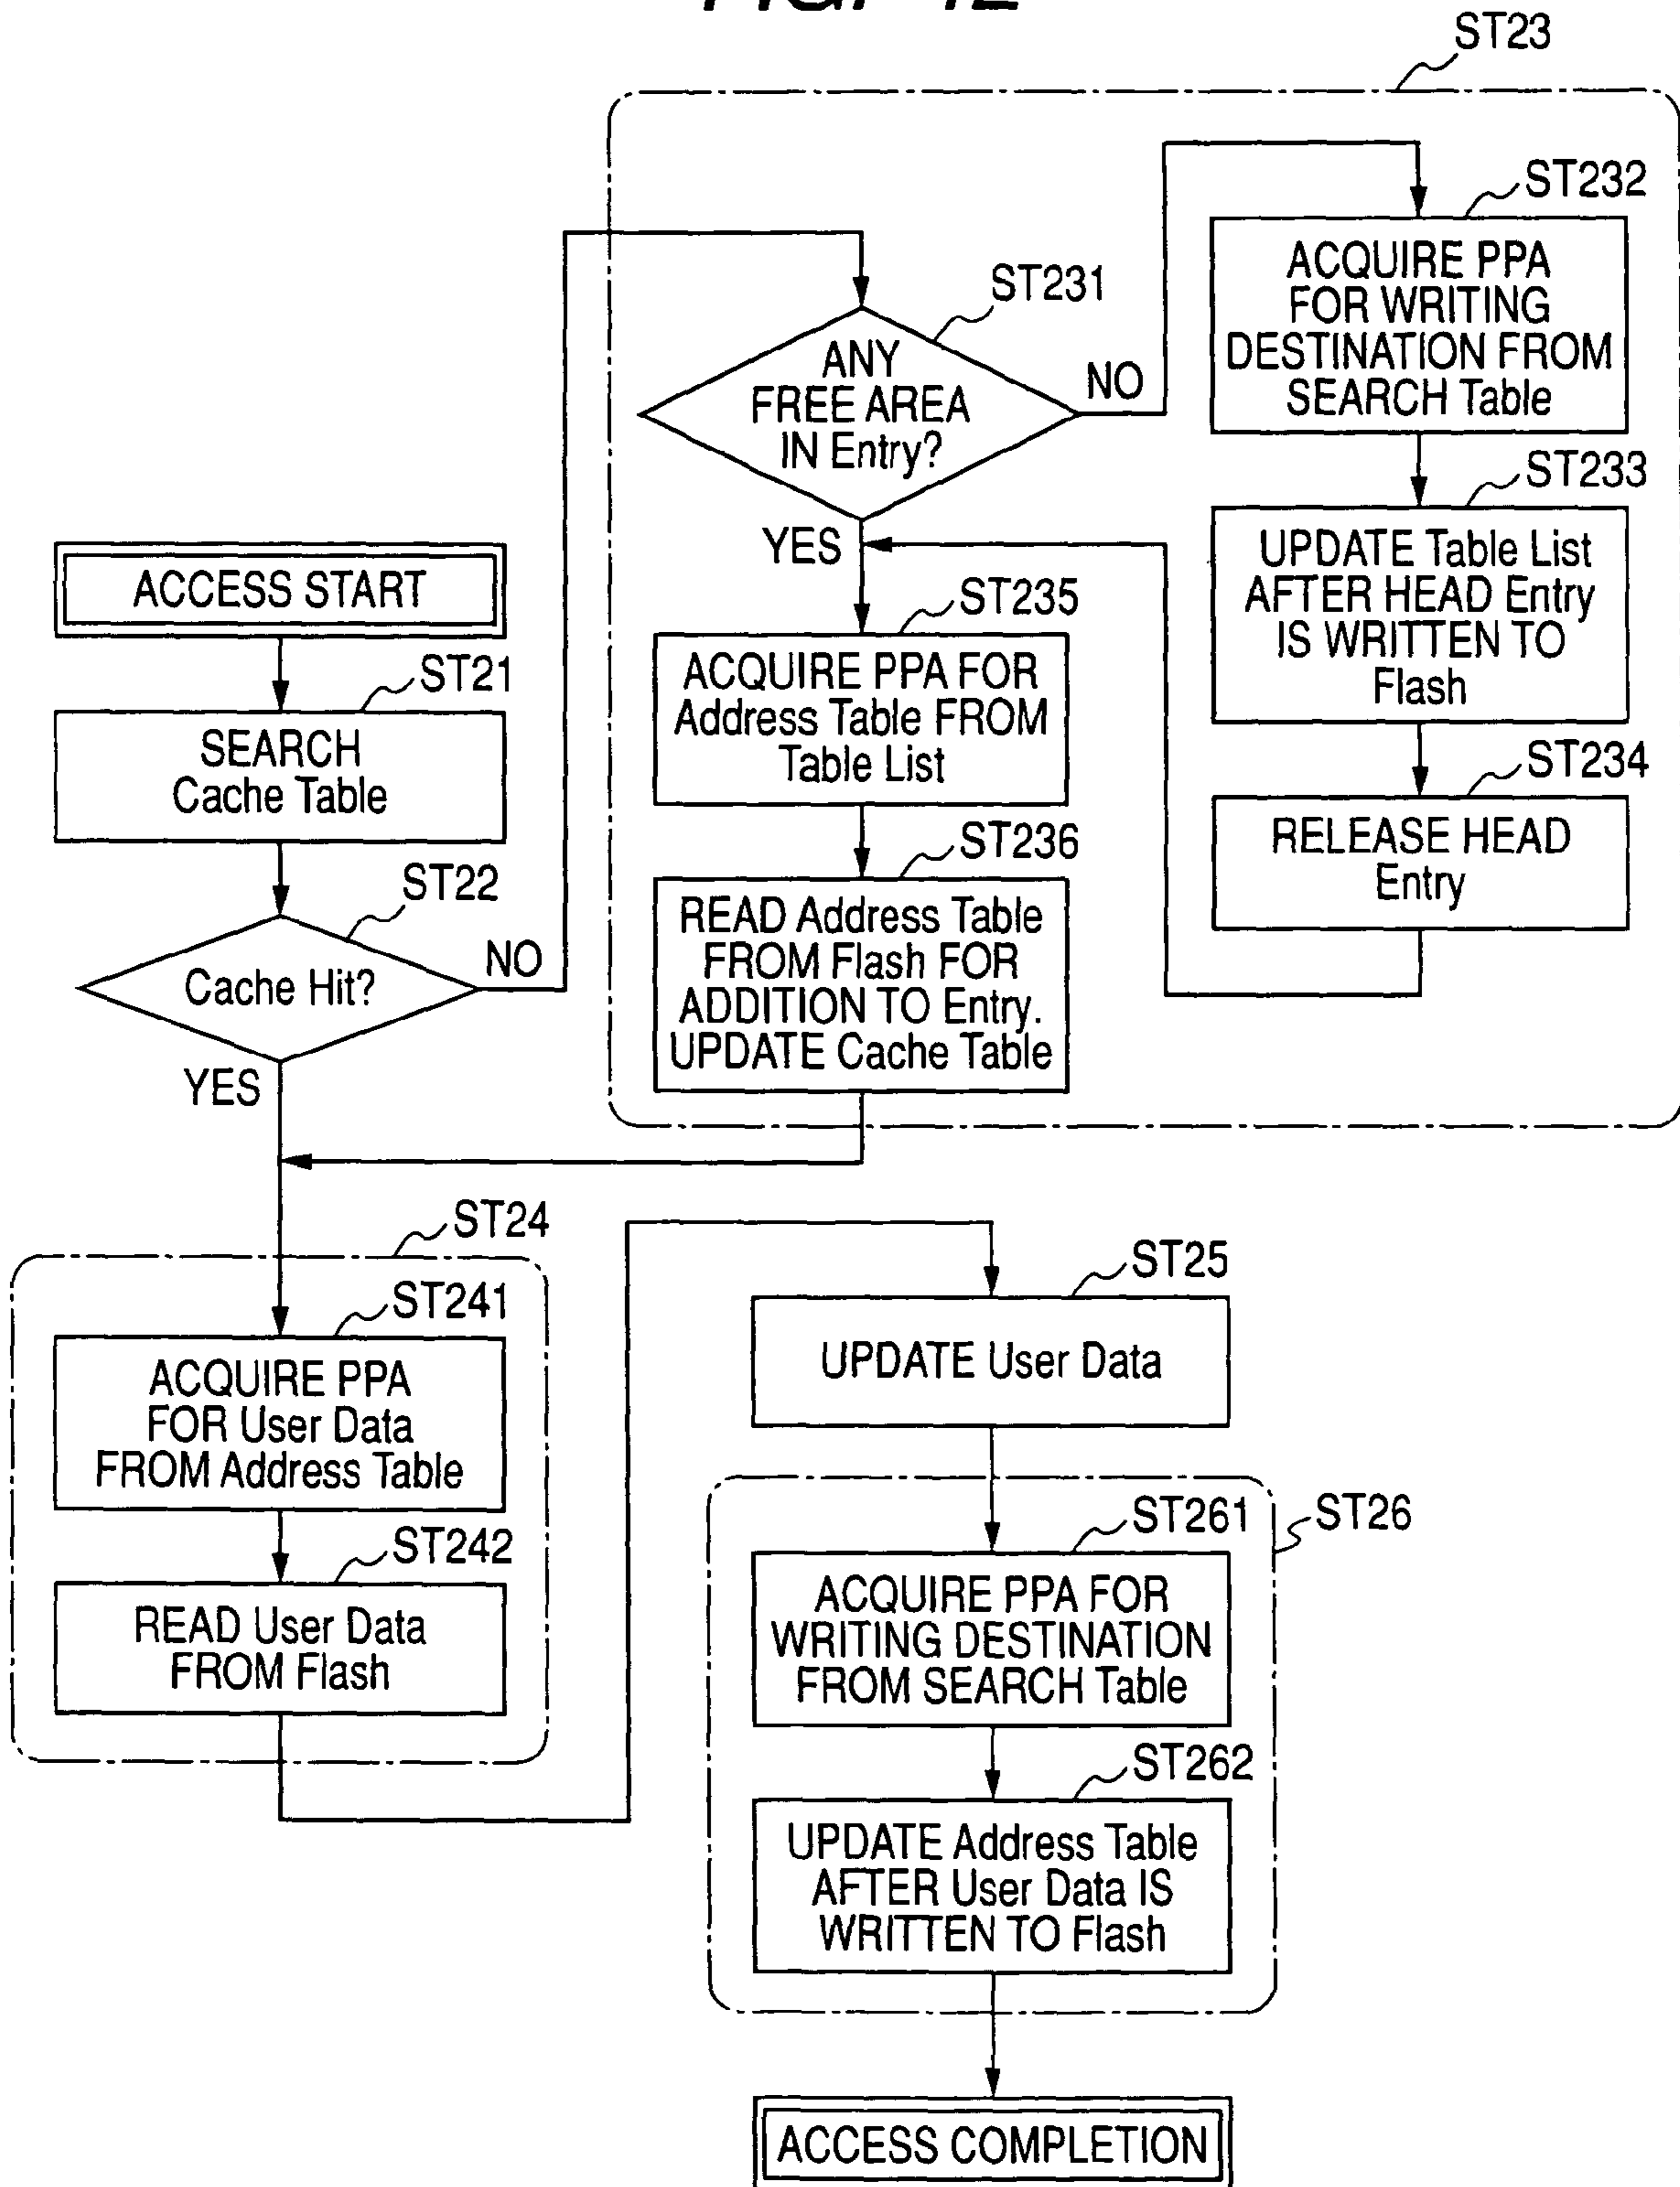 ST23
ST232
ACQUIRE PPA
FOR WRITING
DESTINATION FROM
SEARCH Table
ST231
ANY
FREE AREA
IN Entry?
NO
YES
ST233
UPDATE Table List
AFTER HEAD Entry
IS WRITTEN TO
Flash
ST234
RELEASE HEAD
Entry
ST235
ACQUIRE PPA FOR
Address Table FROM
Table List
ST236
READ Address Table
FROM Flash FOR
ADDITION TO Entry.
UPDATE Cache Table
ACCESS START
ST21
SEARCH
Cache Table
ST22
Cache Hit?
NO
YES
ST24
ST241
ACQUIRE PPA
FOR User Data
FROM Address Table
ST242
READ User Data
FROM Flash
ST25
UPDATE User Data
ST26
ST261
ACQUIRE PPA FOR
WRITING DESTINATION
FROM SEARCH Table
ST262
UPDATE Address Table
AFTER User Data IS
WRITTEN TO Flash
ACCESS COMPLETION